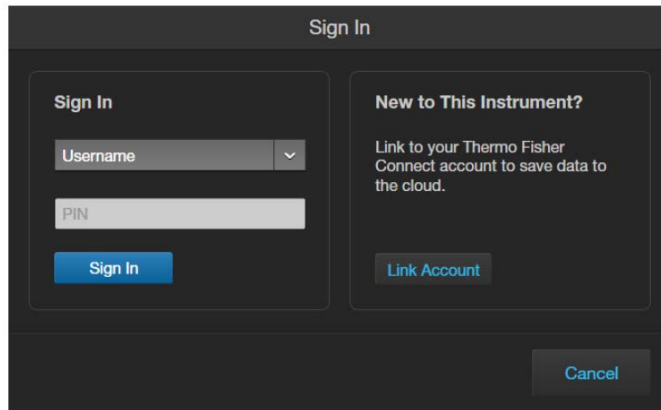 Sign In
Sign In
Username
PIN
Sign In
New to This Instrument?
Link to your Thermo Fisher
Connect account to save data to
the cloud.
Link Account
Cancel